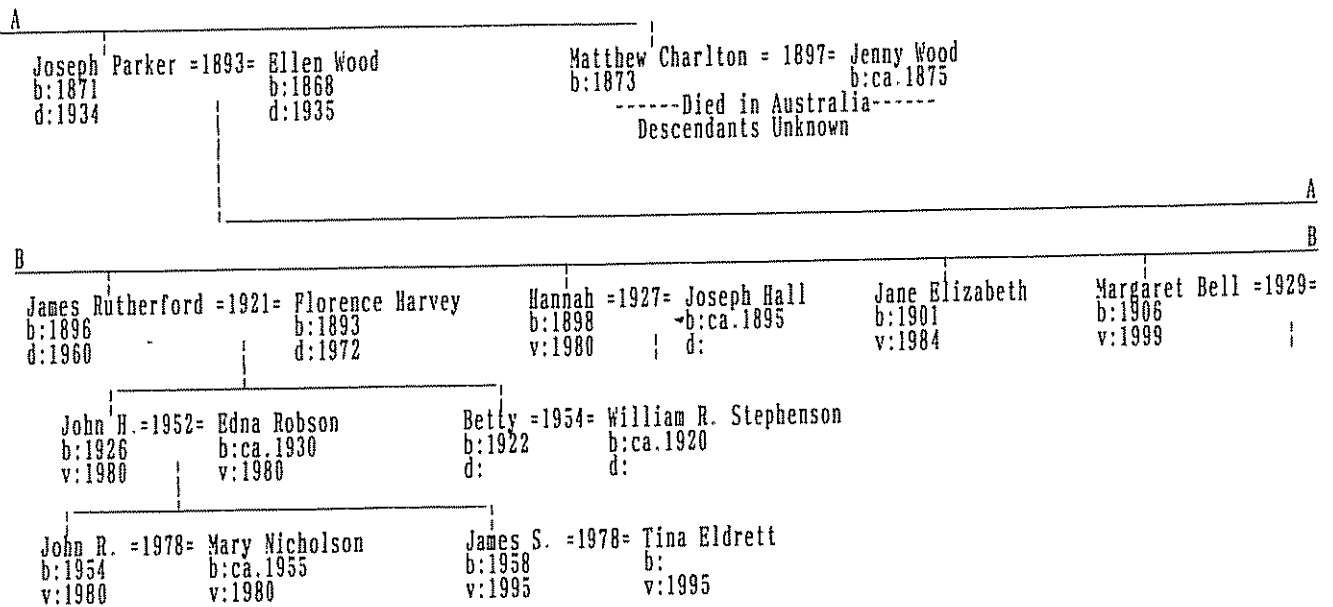 A
Joseph Parker =1893= Ellen Wood
b:1871 b:1868
d:1934 d:1935
Matthew Charlton = 1897= Jenny Wood
b:1873 b:ca.1875
------Died in Australia------
Descendants Unknown
A
B
B
James Rutherford =1921= Florence Harvey
b:1896 b:1893
d:1960 d:1972
Hannah =1927= Joseph Hall
b:1898 b:ca.1895
v:1980 d:
Jane Elizabeth
b:1901
v:1984
Margaret Bell =1929=
b:1906
v:1999
John H.=1952= Edna Robson
b:1926 b:ca.1930
v:1980 v:1980
Betty =1954= William R. Stephenson
b:1922 b:ca.1920
d: d:
John R. =1978= Mary Nicholson
b:1954 b:ca.1955
v:1980 v:1980
James S. =1978= Tina Eldrett
b:1958 b:
v:1995 v:1995